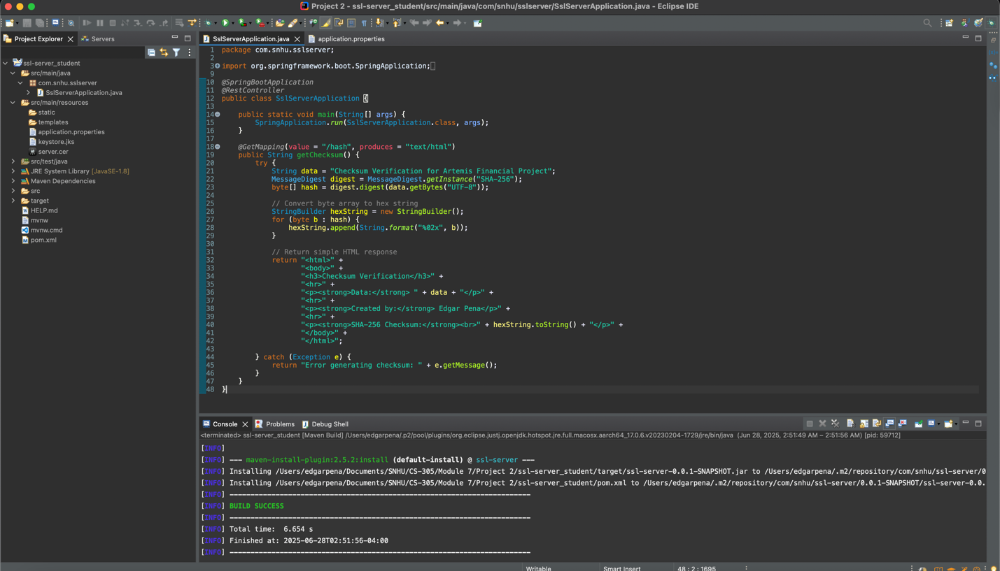 Project 2 - ssl-server_student/src/main/java/com/snhu/sslserver/SslServerApplication.java - Eclipse IDE
Project Explorer
Servers
ssl-server_student
src/main/java
com.snhu.sslserver
SslServerApplication.java
src/main/resources
static
templates
application.properties
keystore.jks
server.cer
src/test/java
JRE System Library [JavaSE-1.8]
Maven Dependencies
src
target
HELP.md
mvnw
mvnw.cmd
pom.xml
SslServerApplication.java
application.properties
1 package com.snhu.sslserver;
2
3 import org.springframework.boot.SpringApplication;
9
10 @SpringBootApplication
11 @RestController
12 public class SslServerApplication {
13
14 public static void main(String[] args) {
15 SpringApplication.run(SslServerApplication.class, args);
16 }
17
18 @GetMapping(value = "/hash", produces = "text/html")
19 public String getChecksum() {
20 try {
21 String data = "Checksum Verification for Artemis Financial Project";
22 MessageDigest digest = MessageDigest.getInstance("SHA-256");
23 byte[] hash = digest.digest(data.getBytes("UTF-8"));
24
25 // Convert byte array to hex string
26 StringBuilder hexString = new StringBuilder();
27 for (byte b : hash) {
28 hexString.append(String.format("%02x", b));
29 }
30
31 // Return simple HTML response
32 return "<html>" +
33 "<body>" +
34 "<h3>Checksum Verification</h3>" +
35 "<hr>" +
36 "<p><strong>Data:</strong> " + data + "</p>" +
37 "<hr>" +
38 "<p><strong>Created by:</strong> Edgar Pena</p>" +
39 "<hr>" +
40 "<p><strong>SHA-256 Checksum:</strong><br>" + hexString.toString() + "</p>" +
41 "</body>" +
42 "</html>";
43
44 } catch (Exception e) {
45 return "Error generating checksum: " + e.getMessage();
46 }
47 }
48 }
Console
Problems
Debug Shell
<terminated> ssl-server_student [Maven Build] /Users/edgarpena/.p2/pool/plugins/org.eclipse.justj.openjdk.hotspot.jre.full.macosx.aarch64_17.0.6.v20230204-1729/jre/bin/java (Jun 28, 2025, 2:51:49 AM – 2:51:56 AM) [pid: 59712]
[INFO]
[INFO] --- maven-install-plugin:2.5.2:install (default-install) @ ssl-server ---
[INFO] Installing /Users/edgarpena/Documents/SNHU/CS-305/Module 7/Project 2/ssl-server_student/target/ssl-server-0.0.1-SNAPSHOT.jar to /Users/edgarpena/.m2/repository/com/snhu/ssl-server/0
[INFO] Installing /Users/edgarpena/Documents/SNHU/CS-305/Module 7/Project 2/ssl-server_student/pom.xml to /Users/edgarpena/.m2/repository/com/snhu/ssl-server/0.0.1-SNAPSHOT/ssl-server-0.0.
[INFO] ------------------------------------------------------------------------
[INFO] BUILD SUCCESS
[INFO] ------------------------------------------------------------------------
[INFO] Total time:  6.654 s
[INFO] Finished at: 2025-06-28T02:51:56-04:00
[INFO] ------------------------------------------------------------------------
Writable
Smart Insert
48 : 2 : 1695